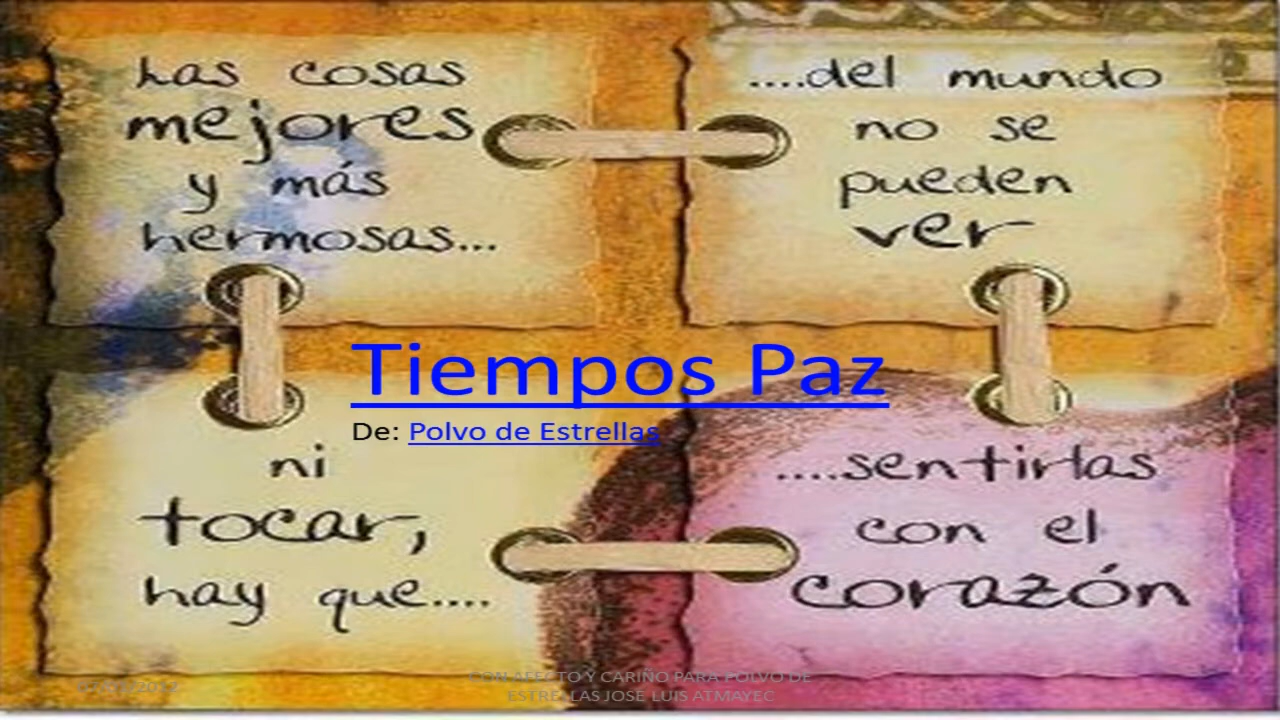 Las cosas
mejores
y más
hermosas...
....del mundo
no se
pueden
ver
Tiempos Paz
De: Polvo de Estrellas
ni
tocar,
hay que....
....sentirlas
con el
corazón
CON AFECTO Y CARIÑO PARA POLVO DE
ESTRELLAS JOSE LUIS ATMAYEC